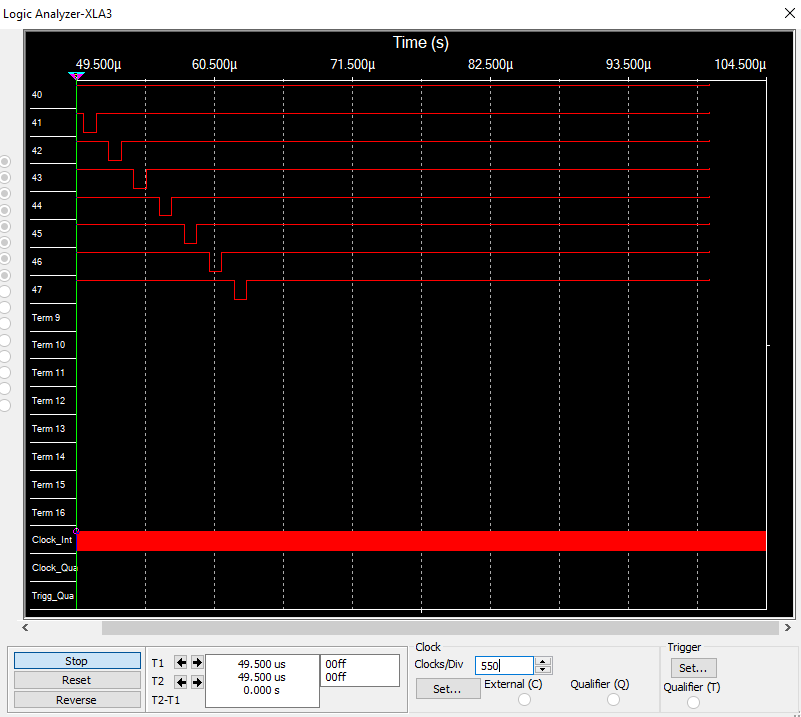 Logic Analyzer-XLA3
Time (s)
49.500µ 60.500µ 71.500µ 82.500µ 93.500µ 104.500µ
40
41
42
43
44
45
46
47
Term 9
Term 10
Term 11
Term 12
Term 13
Term 14
Term 15
Term 16
Clock_Int
Clock_Qua
Trigg_Qua
Stop
Reset
Reverse
T1 49.500 us 00ff
T2 49.500 us 00ff
T2-T1 0.000 s
Clock
Clocks/Div 550
Set...
External (C) Qualifier (Q)
Trigger
Set...
Qualifier (T)